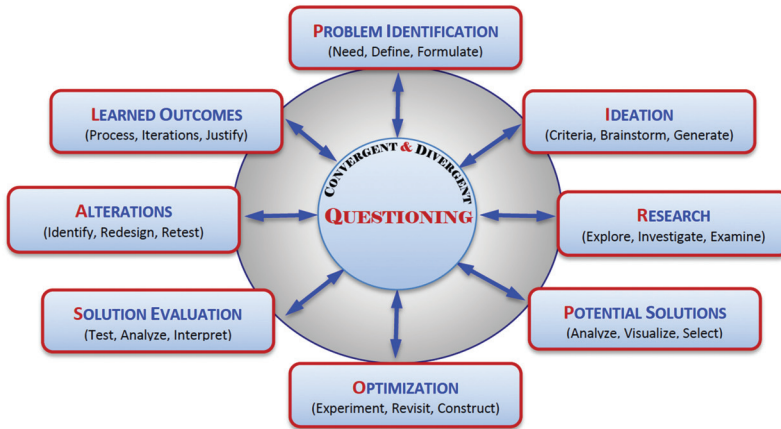 PROBLEM IDENTIFICATION
(Need, Define, Formulate)
IDEATION
(Criteria, Brainstorm, Generate)
RESEARCH
(Explore, Investigate, Examine)
POTENTIAL SOLUTIONS
(Analyze, Visualize, Select)
OPTIMIZATION
(Experiment, Revisit, Construct)
SOLUTION EVALUATION
(Test, Analyze, Interpret)
ALTERATIONS
(Identify, Redesign, Retest)
LEARNED OUTCOMES
(Process, Iterations, Justify)
CONVERGENT & DIVERGENT
QUESTIONING